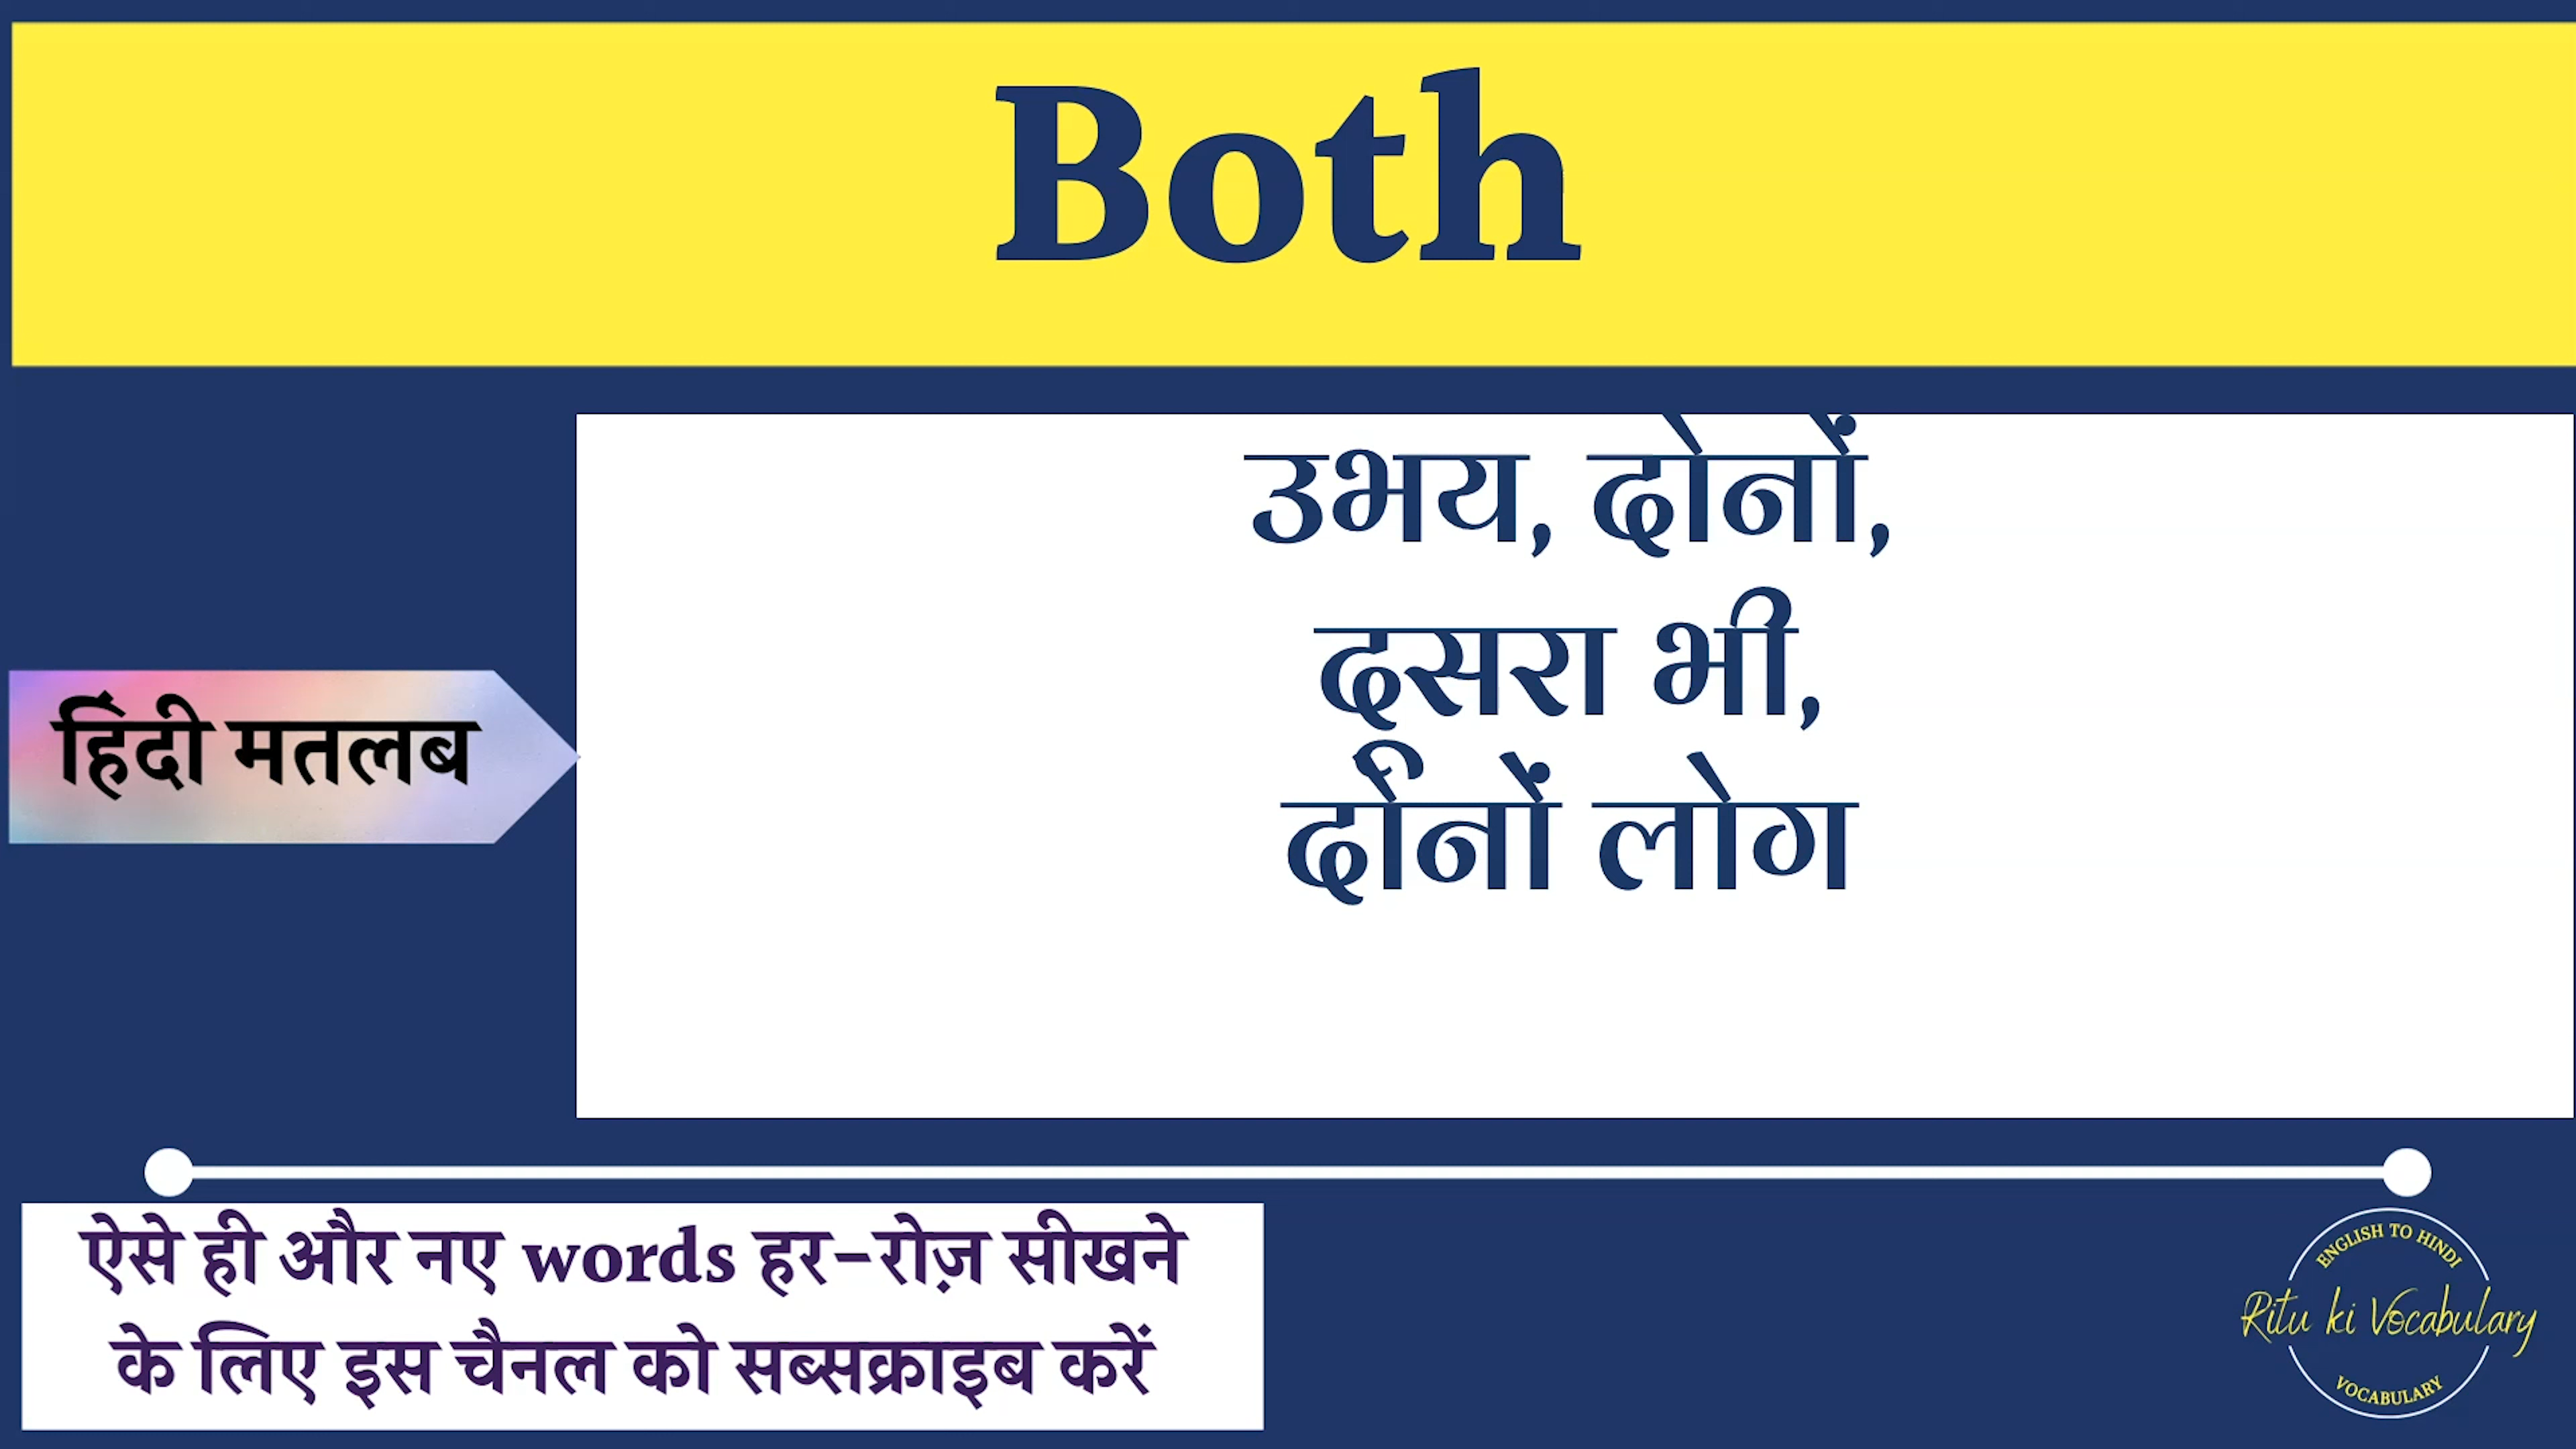 Both
उभय, दोनों,
दूसरा भी,
दोनों लोग
हिंदी मतलब
ऐसे ही और नए words हर-रोज़ सीखने
के लिए इस चैनल को सब्सक्राइब करें
ENGLISH TO HINDI
Ritu ki Vocabulary
VOCABULARY